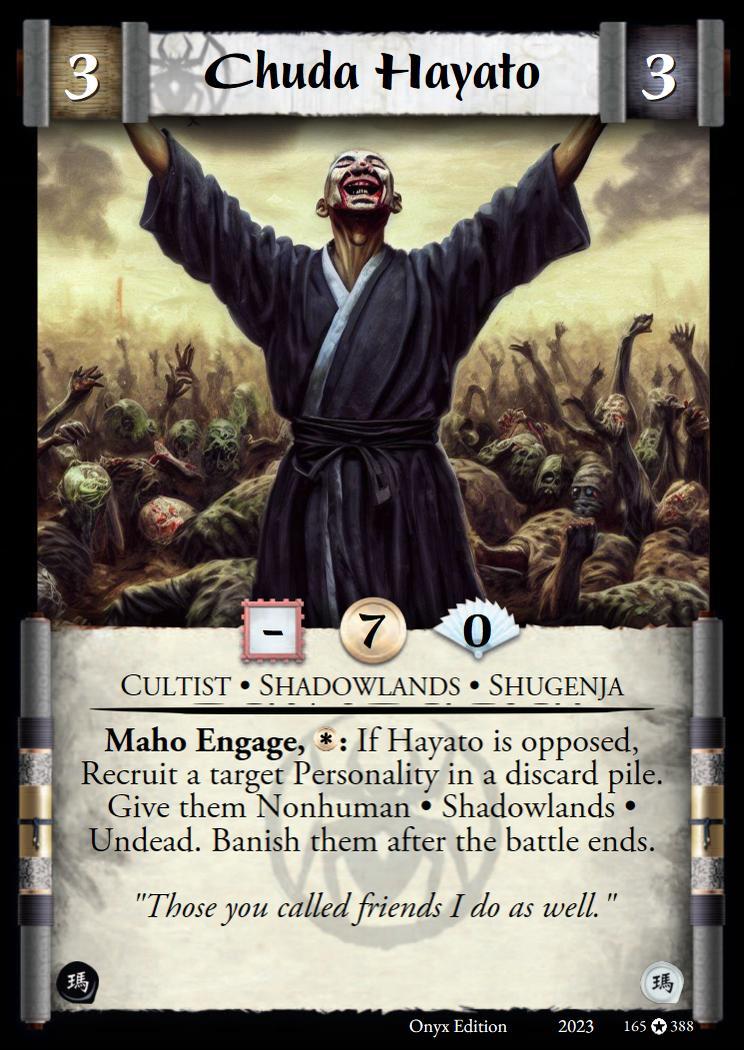 3 Chuda Hayato 3
- 7 0
CULTIST • SHADOWLANDS • SHUGENJA
Maho Engage, *: If Hayato is opposed,
Recruit a target Personality in a discard pile.
Give them Nonhuman • Shadowlands •
Undead. Banish them after the battle ends.
"Those you called friends I do as well."
瑪 瑪
Onyx Edition 2023 165 388